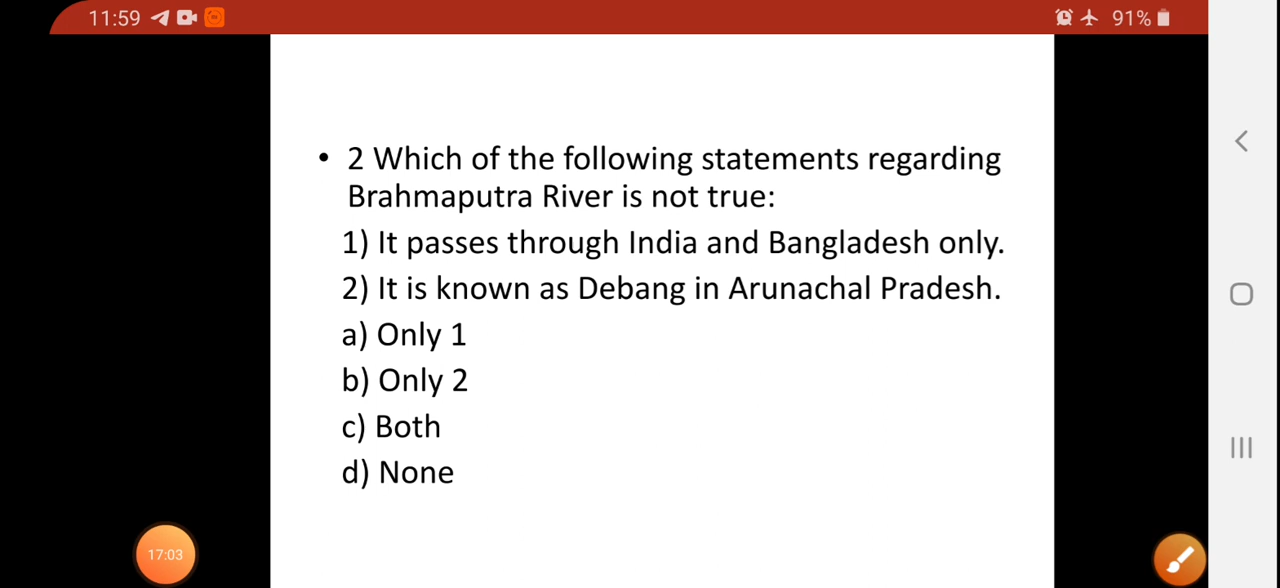 11:59
91%
• 2 Which of the following statements regarding
Brahmaputra River is not true:
1) It passes through India and Bangladesh only.
2) It is known as Debang in Arunachal Pradesh.
a) Only 1
b) Only 2
c) Both
d) None
17:03